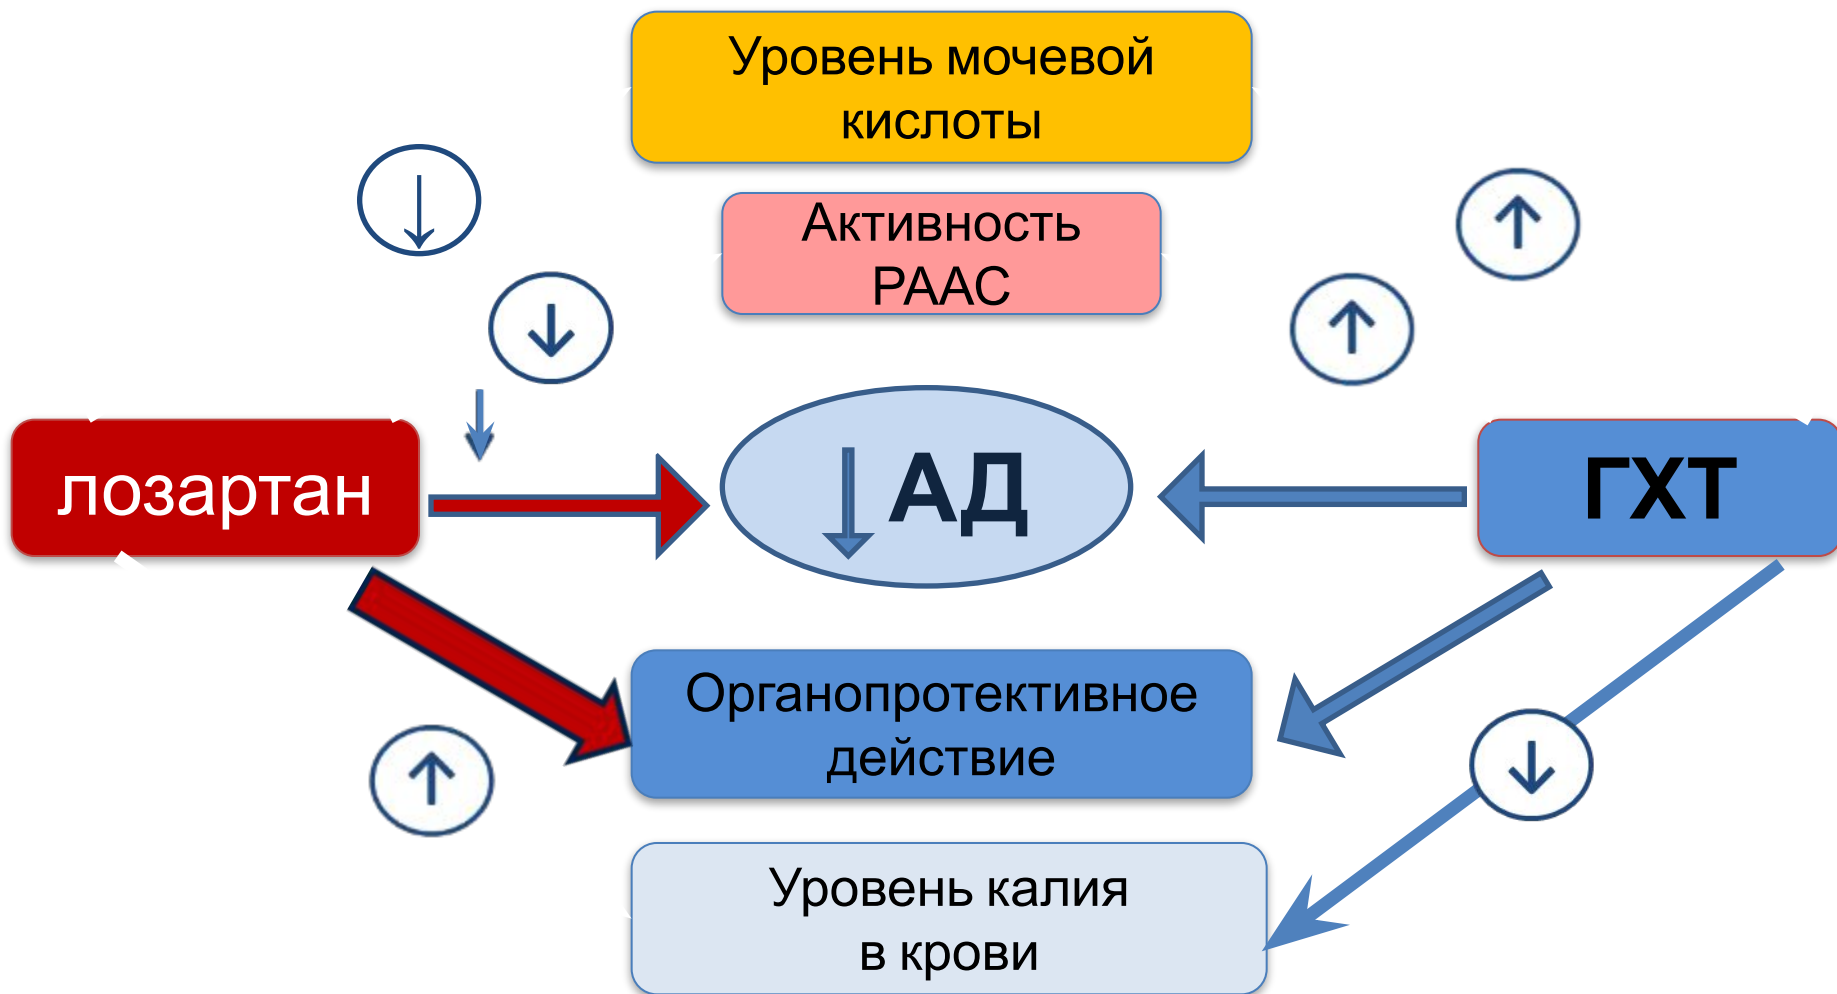 Уровень мочевой
кислоты
Активность
РААС
лозартан
АД
ГХТ
Органопротективное
действие
Уровень калия
в крови